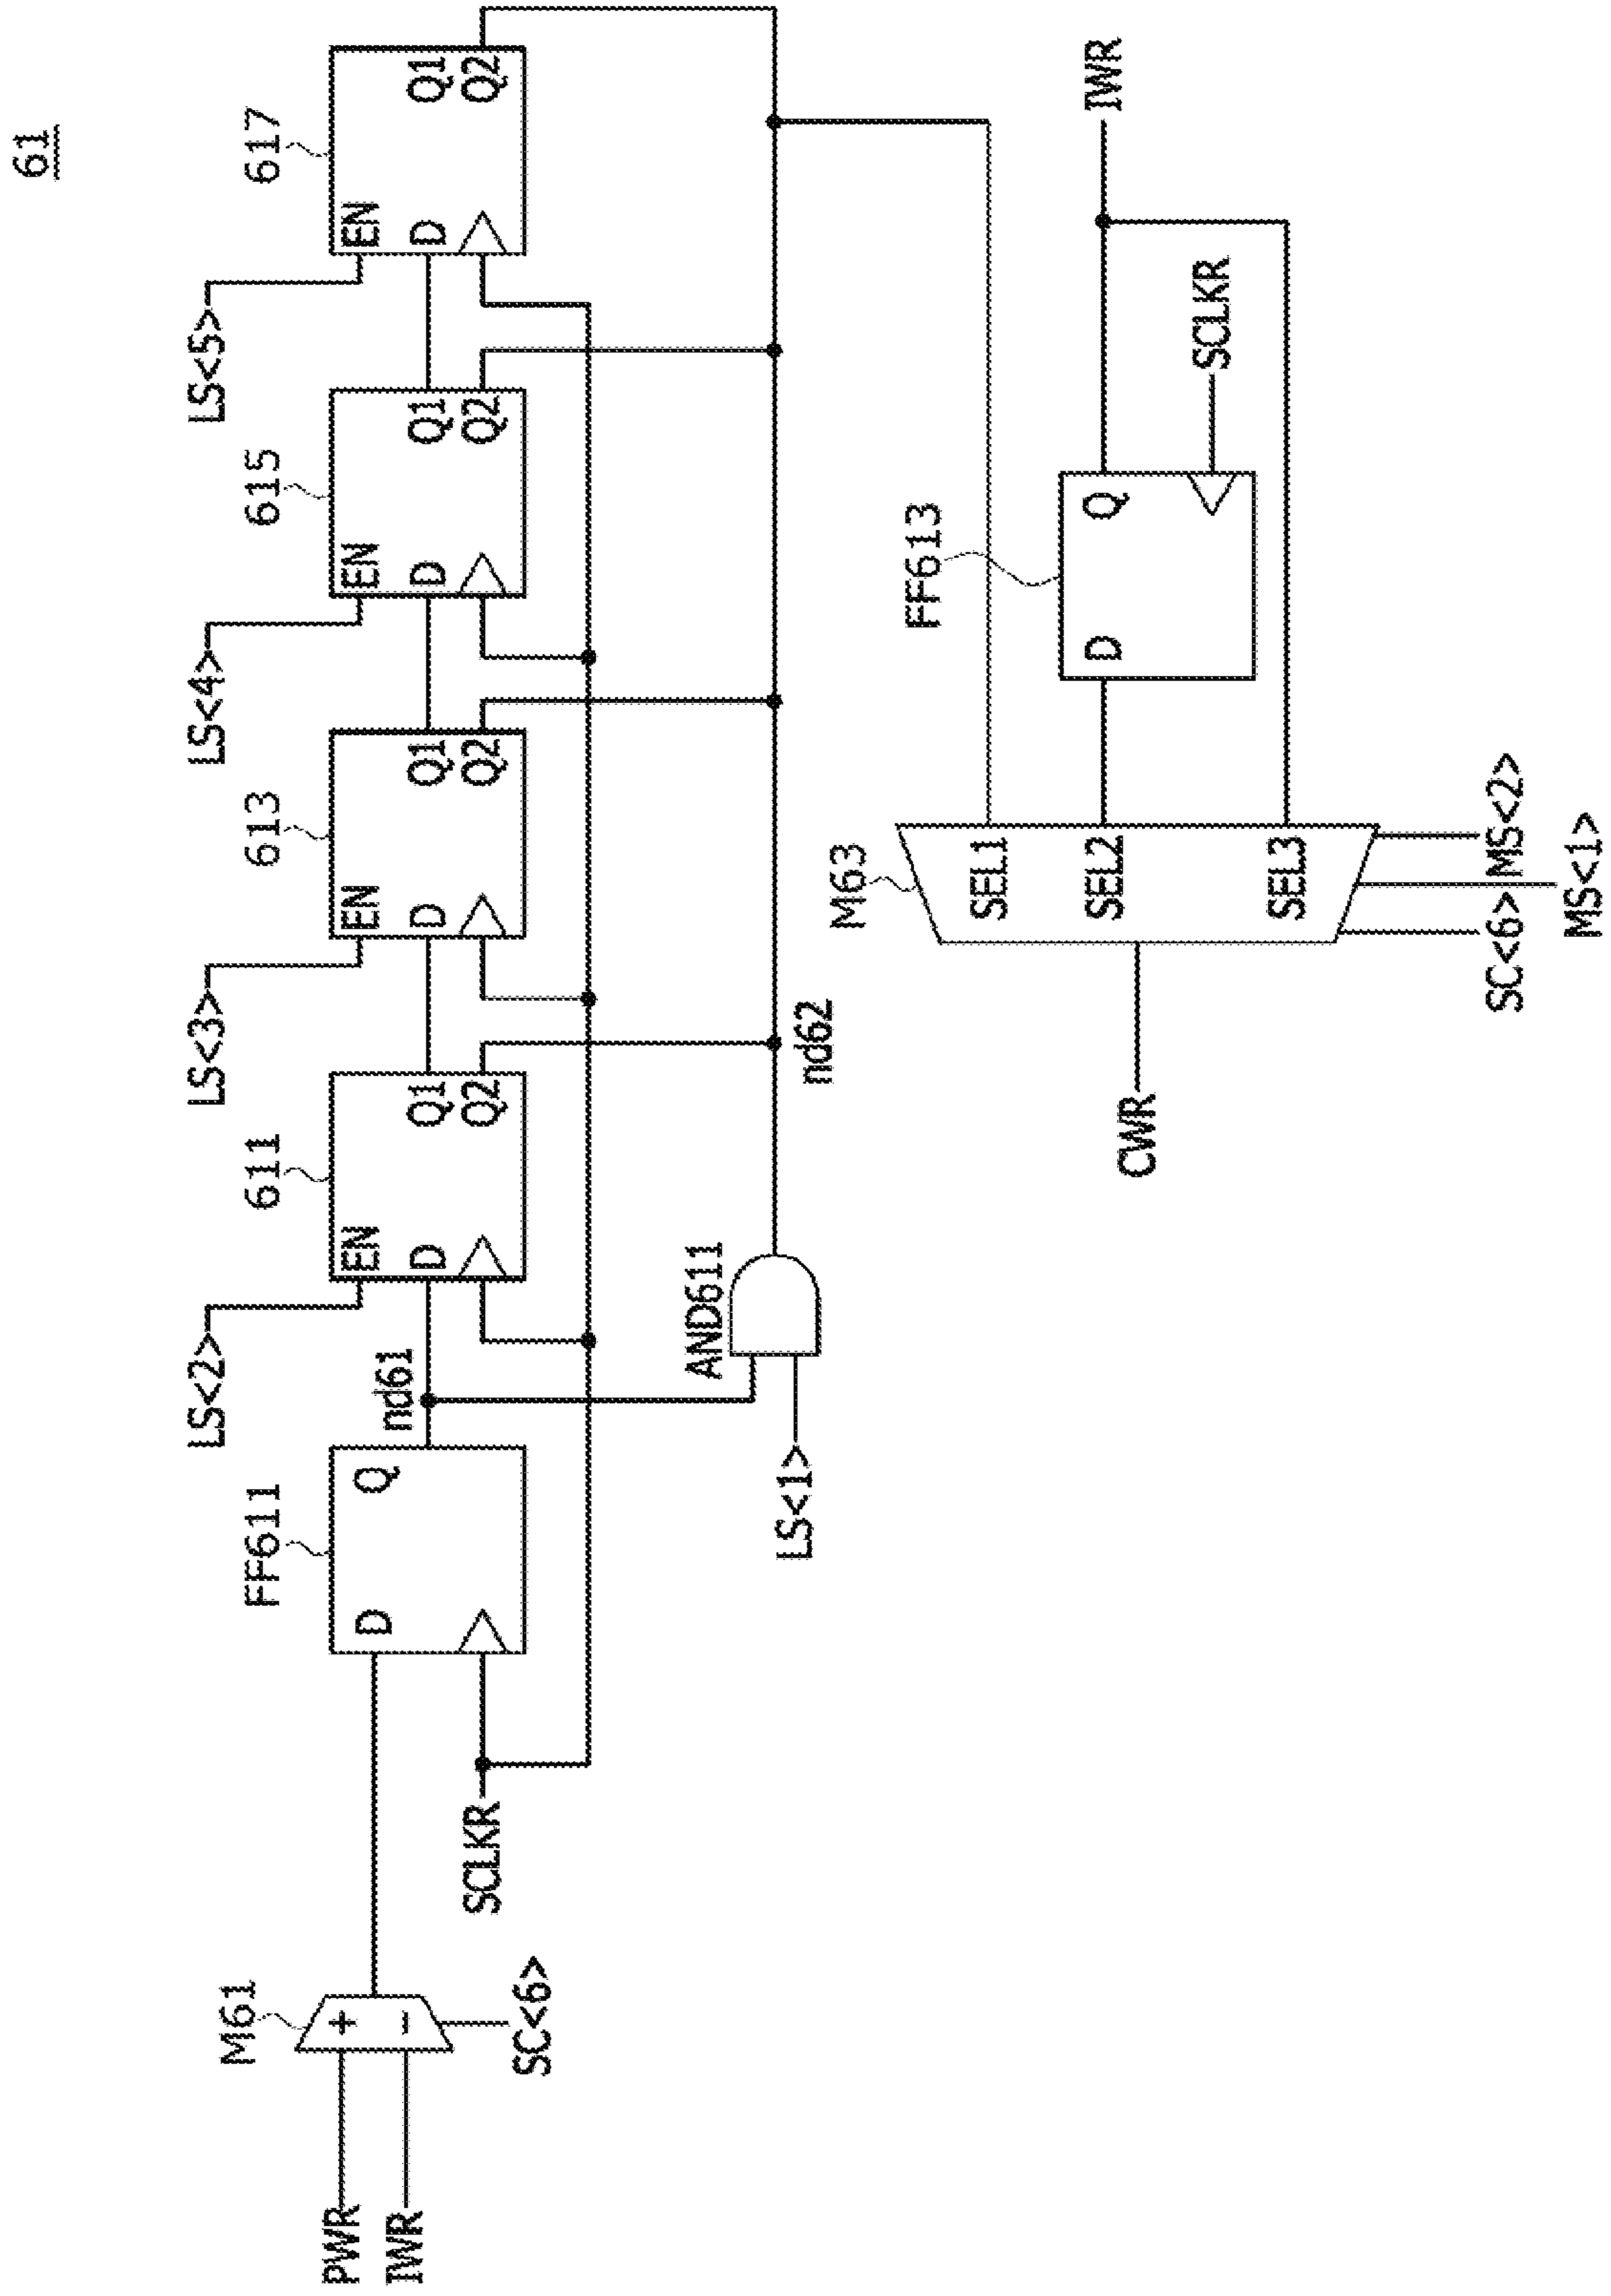 61
LS<2>
LS<3>
LS<4>
LS<5>
M61
FF611
611
613
615
617
PWR
IWR
+
-
SC<6>
D
Q
SCLKR
nd61
EN
D
Q1
Q2
EN
D
Q1
Q2
EN
D
Q1
Q2
EN
D
Q1
Q2
AND611
LS<1>
nd62
M63
FF613
CWR
SEL1
SEL2
SEL3
D
Q
SCLKR
IWR
SC<6>
MS<2>
MS<1>